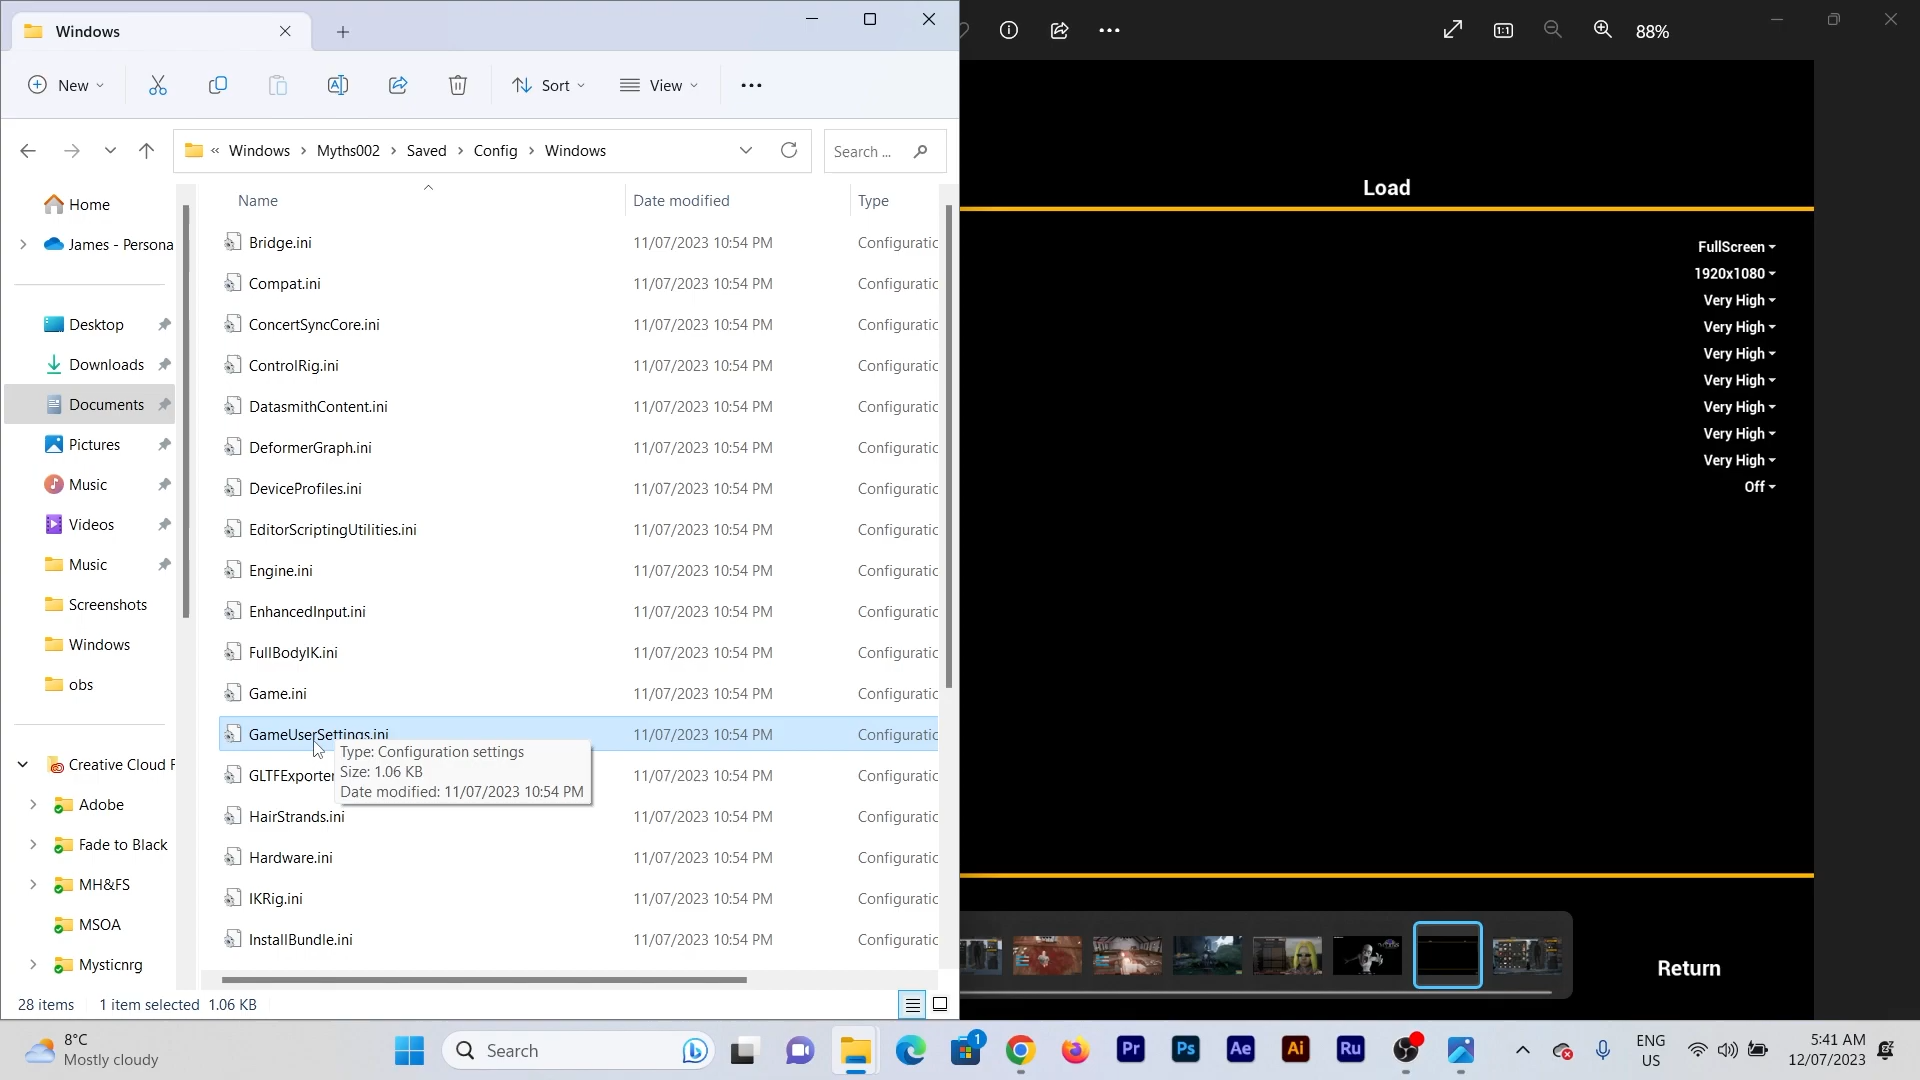 Windows
88%
New
Sort
View
« Windows > Myths002 > Saved > Config > Windows
Search ...
Name
Date modified
Type
Home
James - Persona
Desktop
Downloads
Documents
Pictures
Music
Videos
Music
Screenshots
Windows
obs
Creative Cloud F
Adobe
Fade to Black
MH&FS
MSOA
Mysticnrg
Bridge.ini 11/07/2023 10:54 PM Configuratic
Compat.ini 11/07/2023 10:54 PM Configuratic
ConcertSyncCore.ini 11/07/2023 10:54 PM Configuratic
ControlRig.ini 11/07/2023 10:54 PM Configuratic
DatasmithContent.ini 11/07/2023 10:54 PM Configuratic
DeformerGraph.ini 11/07/2023 10:54 PM Configuratic
DeviceProfiles.ini 11/07/2023 10:54 PM Configuratic
EditorScriptingUtilities.ini 11/07/2023 10:54 PM Configuratic
Engine.ini 11/07/2023 10:54 PM Configuratic
EnhancedInput.ini 11/07/2023 10:54 PM Configuratic
FullBodyIK.ini 11/07/2023 10:54 PM Configuratic
Game.ini 11/07/2023 10:54 PM Configuratic
GameUserSettings.ini 11/07/2023 10:54 PM Configuratic
GLTFExporter 11/07/2023 10:54 PM Configuratic
HairStrands.ini 11/07/2023 10:54 PM Configuratic
Hardware.ini 11/07/2023 10:54 PM Configuratic
IKRig.ini 11/07/2023 10:54 PM Configuratic
InstallBundle.ini 11/07/2023 10:54 PM Configuratic
Type: Configuration settings
Size: 1.06 KB
Date modified: 11/07/2023 10:54 PM
28 items 1 item selected 1.06 KB
Load
FullScreen
1920x1080
Very High
Very High
Very High
Very High
Very High
Very High
Very High
Off
Return
8°C
Mostly cloudy
Search
1
Pr
Ps
Ae
Ai
Ru
ENG
US
5:41 AM
12/07/2023